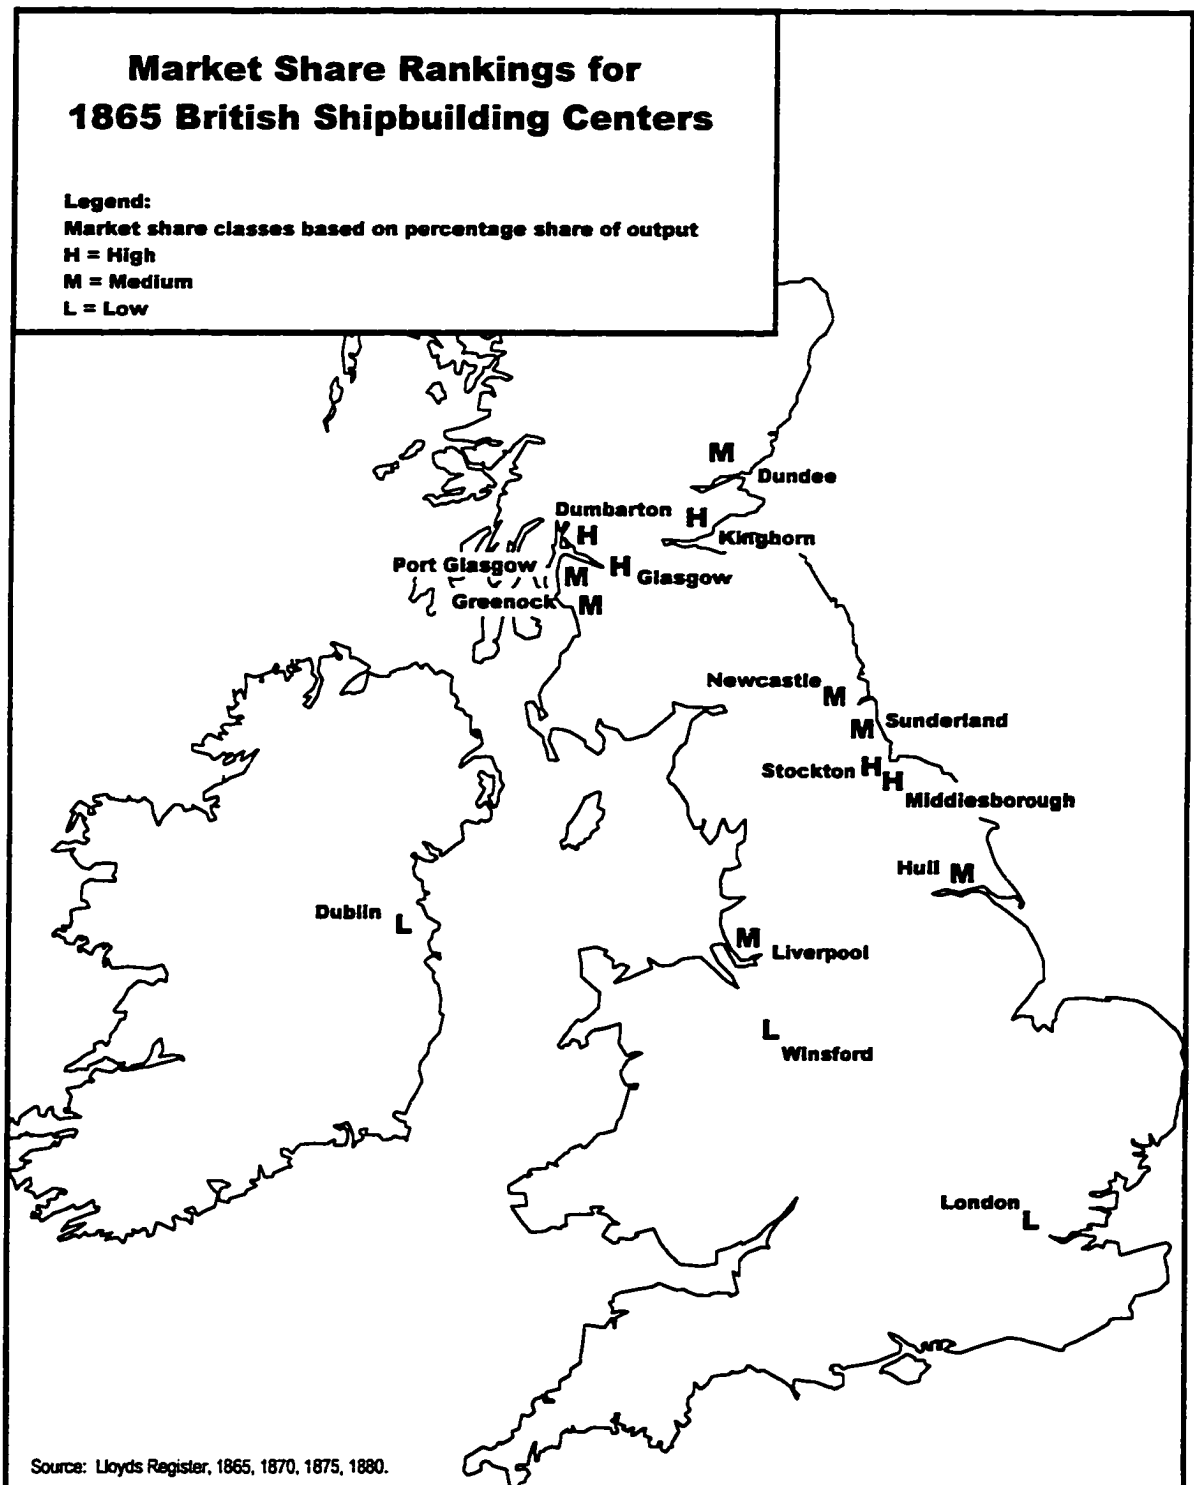 Market Share Rankings for
1865 British Shipbuilding Centers
Legend:
Market share classes based on percentage share of output
H = High
M = Medium
L = Low
M
Dundee
Dumbarton
H
H
Kinghorn
Port Glasgow
M
H
Glasgow
Greenock
M
Newcastle
M
M
Sunderland
Stockton
H
H
Middlesborough
Hull
M
Dublin
L
M
Liverpool
L
Winsford
London
L
Source: Lloyds Register, 1865, 1870, 1875, 1880.